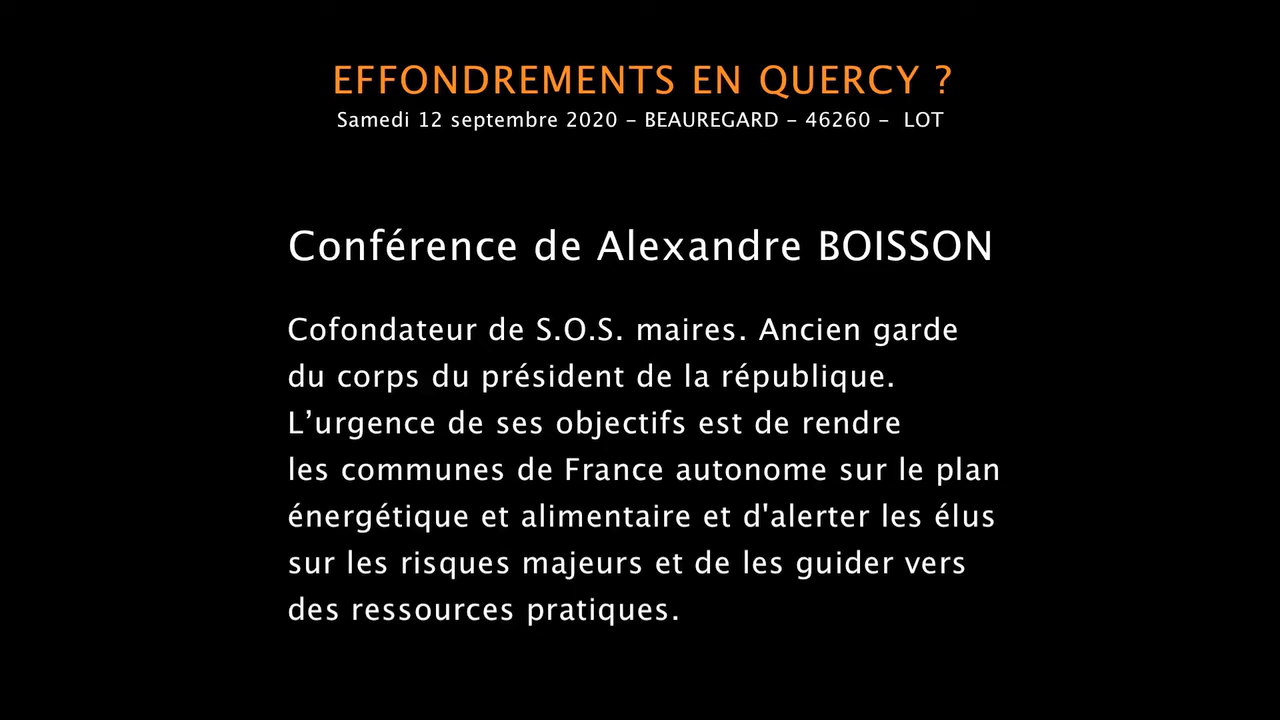 EFFONDREMENTS EN QUERCY ?
Samedi 12 septembre 2020 – BEAUREGARD – 46260 – LOT
Conférence de Alexandre BOISSON
Cofondateur de S.O.S. maires. Ancien garde
du corps du président de la république.
L’urgence de ses objectifs est de rendre
les communes de France autonome sur le plan
énergétique et alimentaire et d'alerter les élus
sur les risques majeurs et de les guider vers
des ressources pratiques.